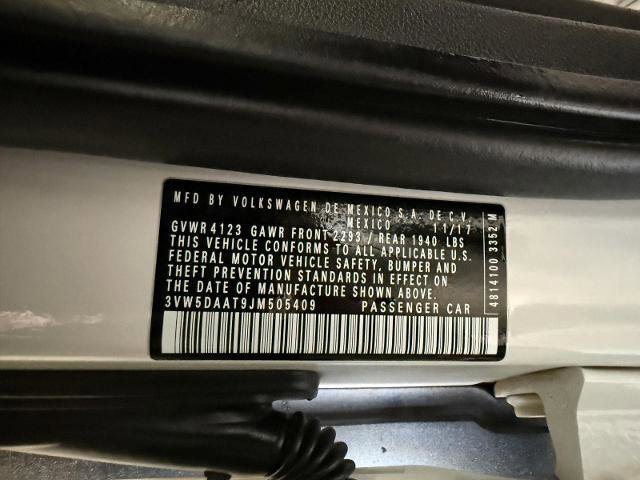 MFD BY VOLKSWAGEN DE MEXICO S.A. DE C.V.
MEXICO 11/17
GVWR 4123 GAWR FRONT 2293 / REAR 1940 LBS
THIS VEHICLE CONFORMS TO ALL APPLICABLE U.S.
FEDERAL MOTOR VEHICLE SAFETY, BUMPER AND
THEFT PREVENTION STANDARDS IN EFFECT ON
THE DATE OF MANUFACTURE SHOWN ABOVE.
3VW5DAAT9JM505409 PASSENGER CAR
4814100 3352 M